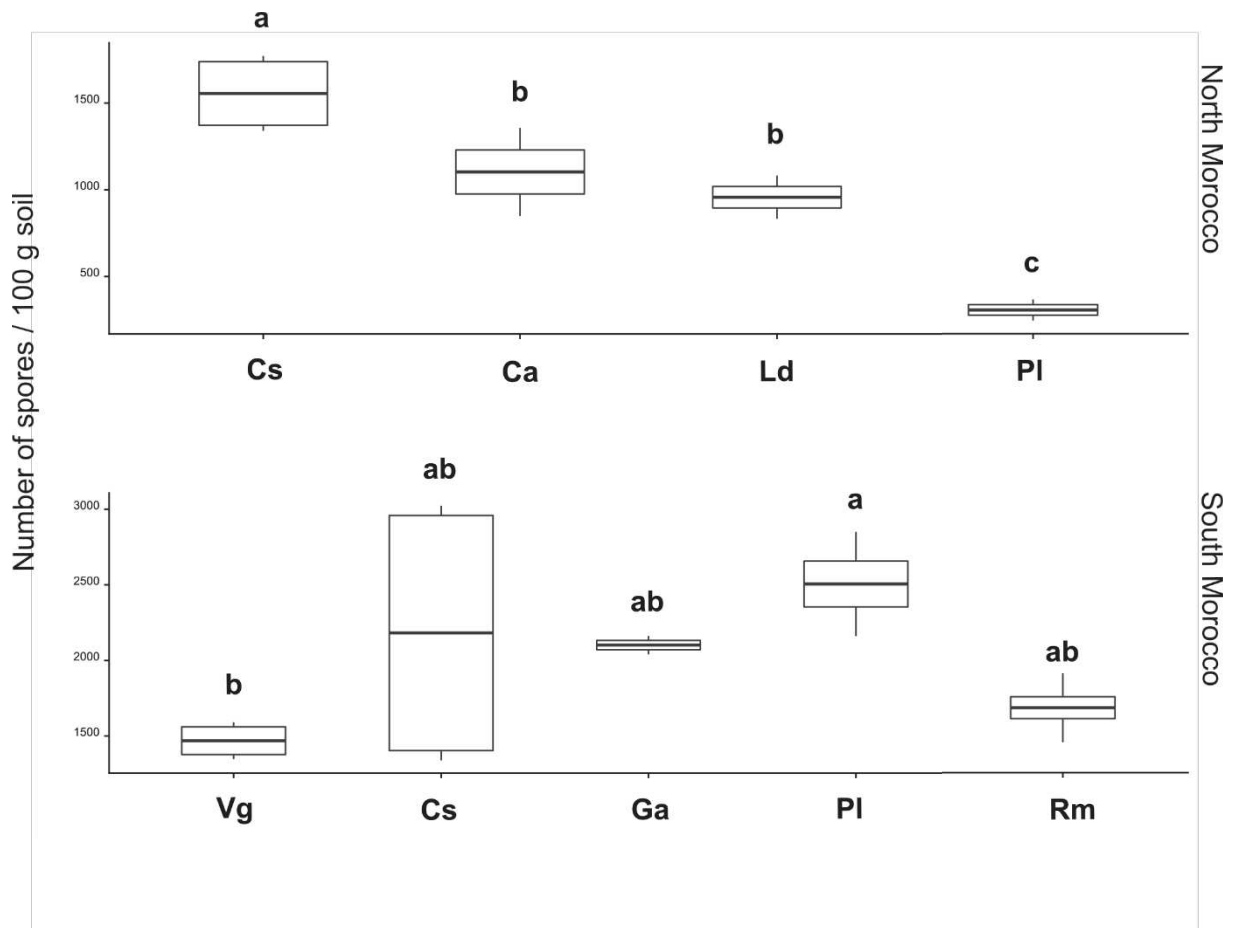 Number of spores / 100 g soil
North Morocco
a
b
b
c
1500
1000
500
Cs Ca Ld Pl
South Morocco
ab
a
ab
ab
b
3000
2500
2000
1500
Vg Cs Ga Pl Rm